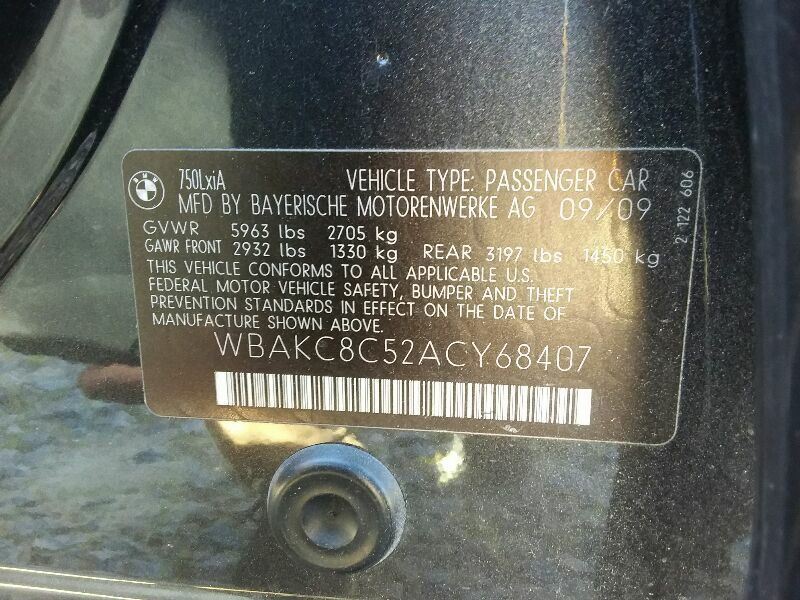 BMW
750LxiA VEHICLE TYPE: PASSENGER CAR
MFD BY BAYERISCHE MOTORENWERKE AG 09/09
GVWR 5963 lbs 2705 kg
GAWR FRONT 2932 lbs 1330 kg REAR 3197 lbs 1450 kg
THIS VEHICLE CONFORMS TO ALL APPLICABLE U.S.
FEDERAL MOTOR VEHICLE SAFETY, BUMPER AND THEFT
PREVENTION STANDARDS IN EFFECT ON THE DATE OF
MANUFACTURE SHOWN ABOVE.
WBAKC8C52ACY68407
2 122 606